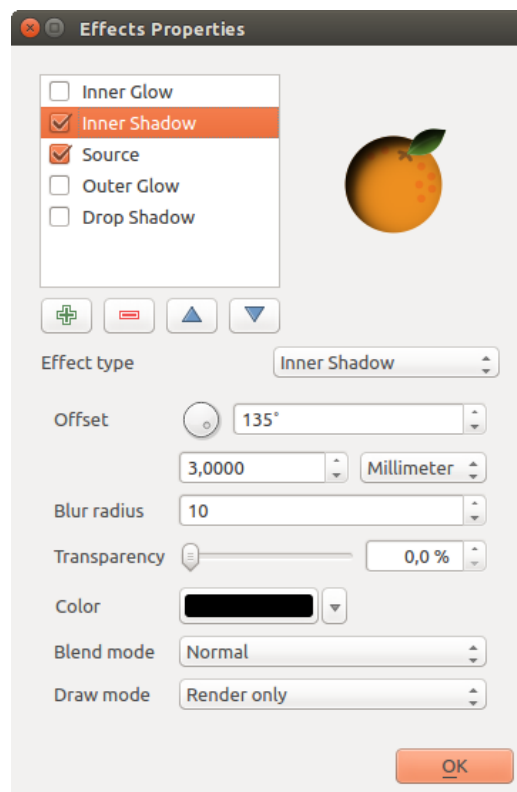 Effects Properties
Inner Glow
Inner Shadow
Source
Outer Glow
Drop Shadow
Effect type Inner Shadow
Offset 135°
3,0000 Millimeter
Blur radius 10
Transparency 0,0 %
Color
Blend mode Normal
Draw mode Render only
OK